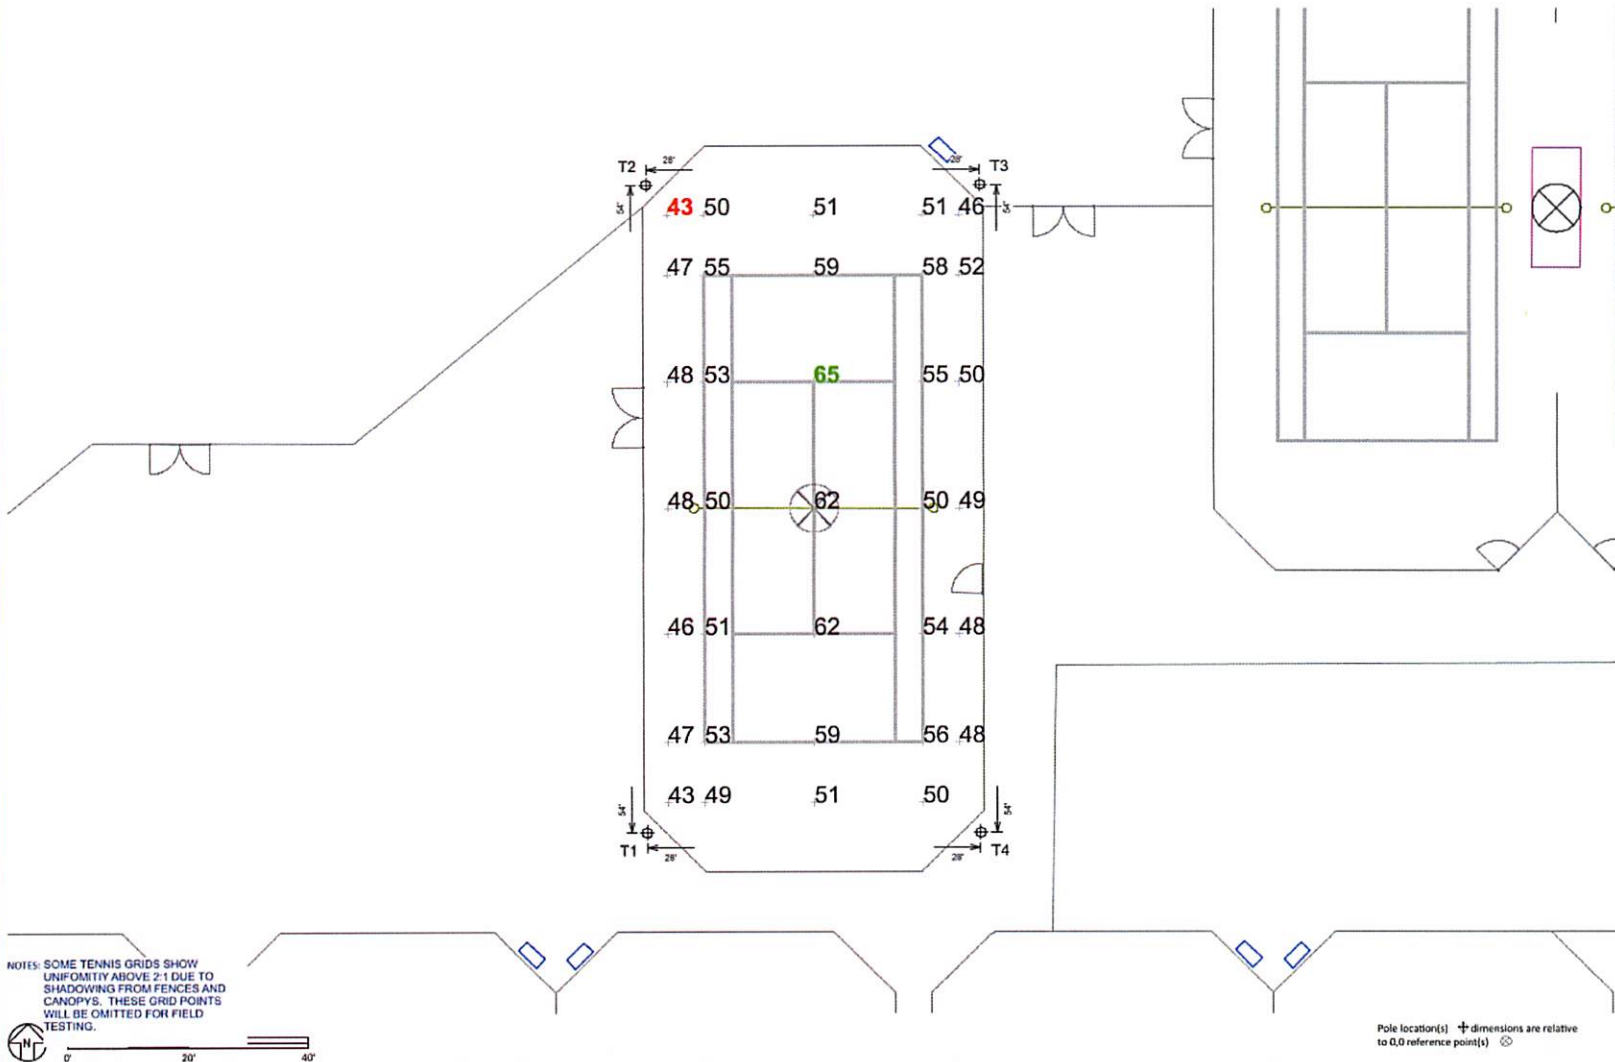 T2 28' 28' T3
54' 54'
43 50 51 51 46
47 55 59 58 52
48 53 65 55 50
48 50 62 50 49
46 51 62 54 48
47 53 59 56 48
43 49 51 50
54' 54'
T1 28' 28' T4
NOTES: SOME TENNIS GRIDS SHOW
UNIFOMITIY ABOVE 2:1 DUE TO
SHADOWING FROM FENCES AND
CANOPYS. THESE GRID POINTS
WILL BE OMITTED FOR FIELD
TESTING.
N
0' 20' 40'
Pole location(s) dimensions are relative
to 0,0 reference point(s)